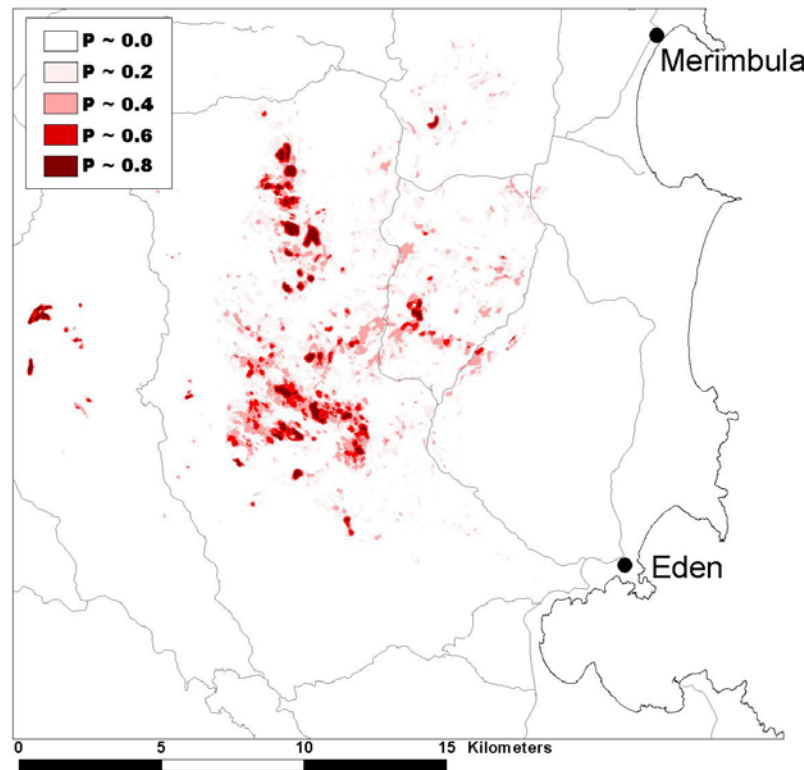 P ~ 0.0
P ~ 0.2
P ~ 0.4
P ~ 0.6
P ~ 0.8
Merimbula
Eden
0 5 10 15 Kilometers